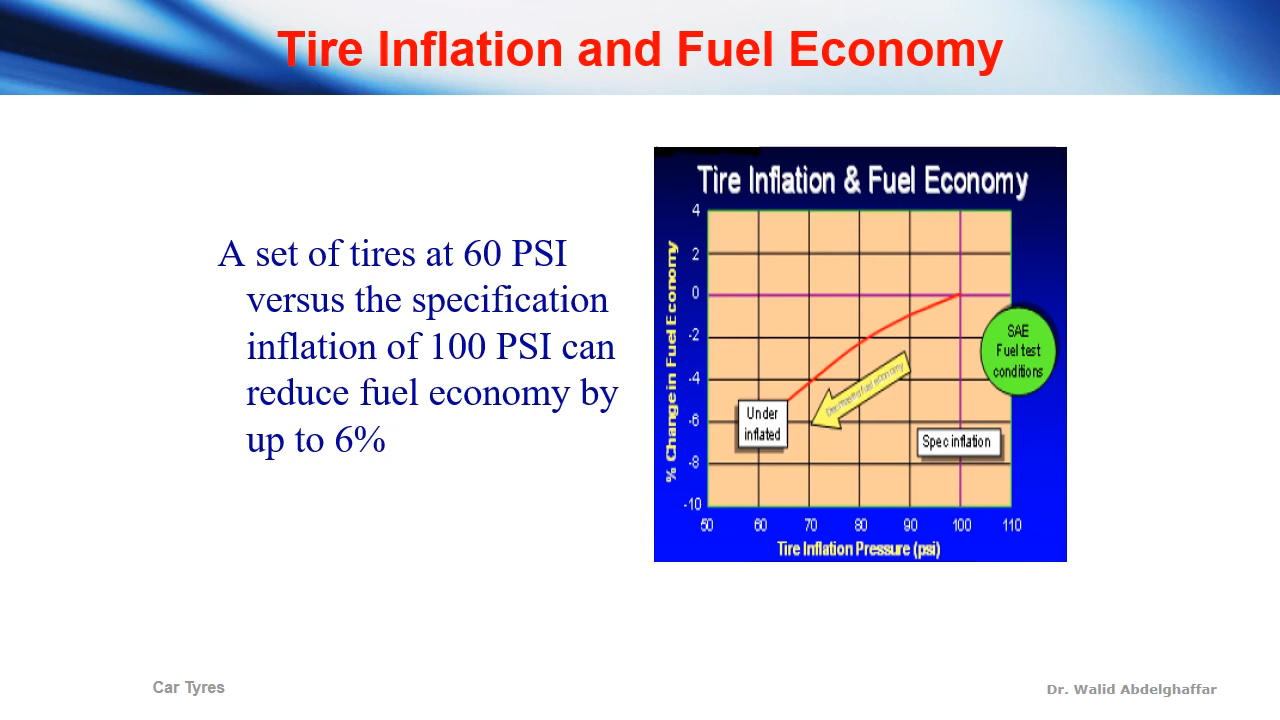 Tire Inflation and Fuel Economy
A set of tires at 60 PSI
versus the specification
inflation of 100 PSI can
reduce fuel economy by
up to 6%
Tire Inflation & Fuel Economy
% Change in Fuel Economy
4
2
0
-2
-4
-6
-8
-10
50 60 70 80 90 100 110
Tire Inflation Pressure (psi)
SAE
Fuel test
conditions
fuel economy
Under
inflated
Spec inflation
Car Tyres
Dr. Walid Abdelghaffar